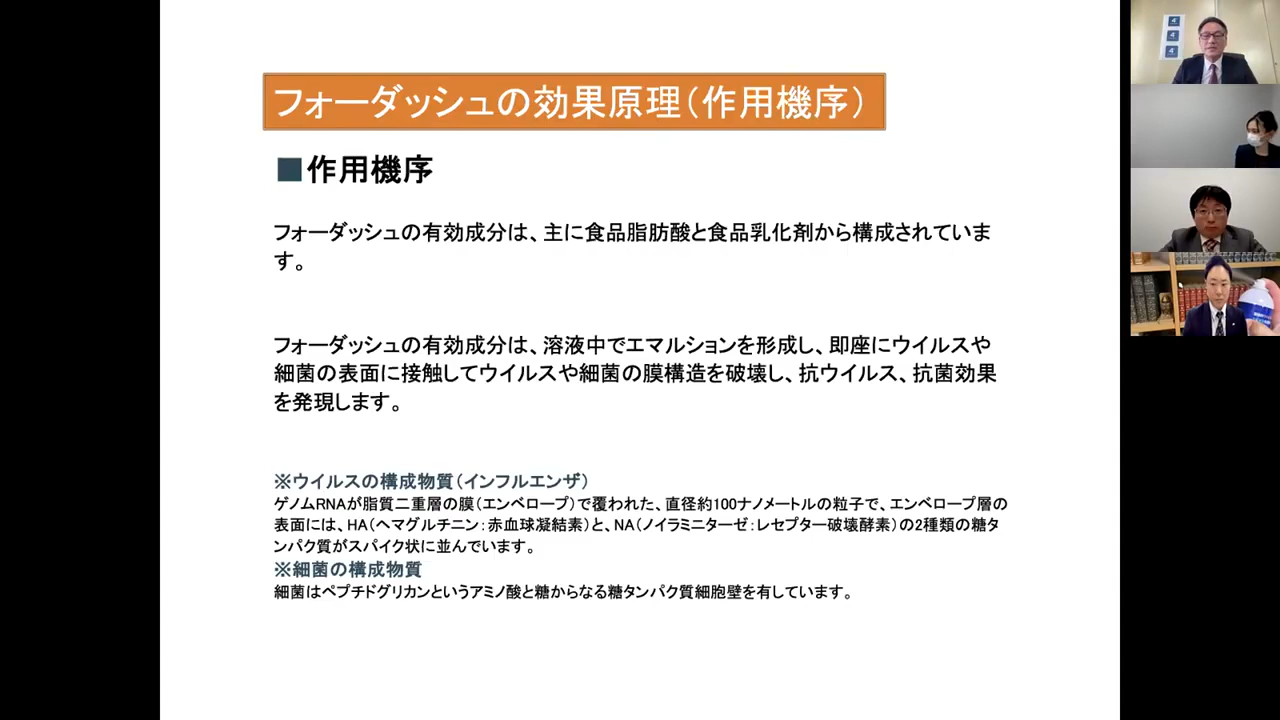 フォーダッシュの効果原理（作用機序）
■作用機序
フォーダッシュの有効成分は、主に食品脂肪酸と食品乳化剤から構成されていま
す。
フォーダッシュの有効成分は、溶液中でエマルションを形成し、即座にウイルスや
細菌の表面に接触してウイルスや細菌の膜構造を破壊し、抗ウイルス、抗菌効果
を発現します。
※ウイルスの構成物質（インフルエンザ）
ゲノムRNAが脂質二重層の膜（エンベロープ）で覆われた、直径約100ナノメートルの粒子で、エンベロープ層の
表面には、HA（ヘマグルチニン：赤血球凝結素）と、NA（ノイラミニターゼ：レセプター破壊酵素）の2種類の糖タ
ンパク質がスパイク状に並んでいます。
※細菌の構成物質
細菌はペプチドグリカンというアミノ酸と糖からなる糖タンパク質細胞壁を有しています。